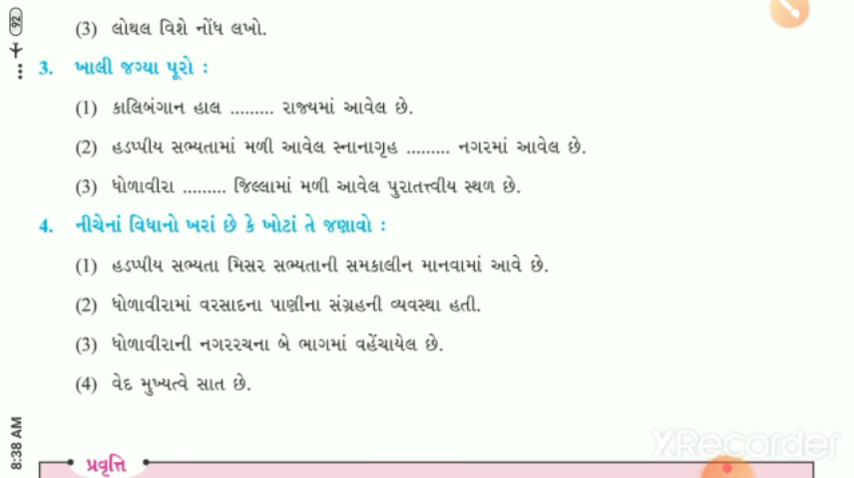 (3) લોથલ વિશે નોંધ લખો.
3. ખાલી જગ્યા પૂરો :
(1) કાલિબંગાન હાલ ......... રાજ્યમાં આવેલ છે.
(2) હડપ્પીય સભ્યતામાં મળી આવેલ સ્નાનાગૃહ ......... નગરમાં આવેલ છે.
(3) ધોળાવીરા ......... જિલ્લામાં મળી આવેલ પુરાતત્ત્વીય સ્થળ છે.
4. નીચેનાં વિધાનો ખરાં છે કે ખોટાં તે જણાવો :
(1) હડપ્પીય સભ્યતા મિસર સભ્યતાની સમકાલીન માનવામાં આવે છે.
(2) ધોળાવીરામાં વરસાદના પાણીના સંગ્રહની વ્યવસ્થા હતી.
(3) ધોળાવીરાની નગરરચના બે ભાગમાં વહેંચાયેલ છે.
(4) વેદ મુખ્યત્વે સાત છે.
પ્રવૃત્તિ
92
8:38 AM
XRecorder